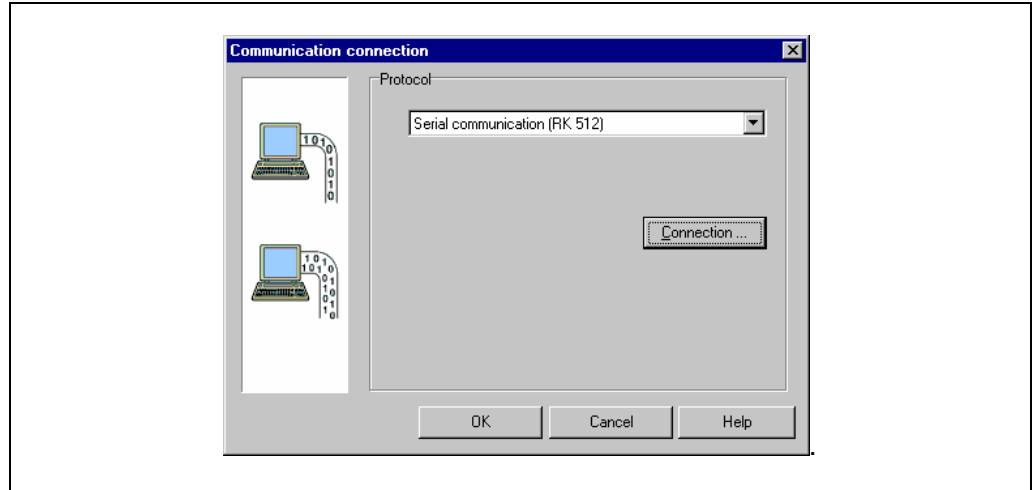 Communication connection
Protocol
Serial communication (RK 512)
Connection ...
OK Cancel Help
.